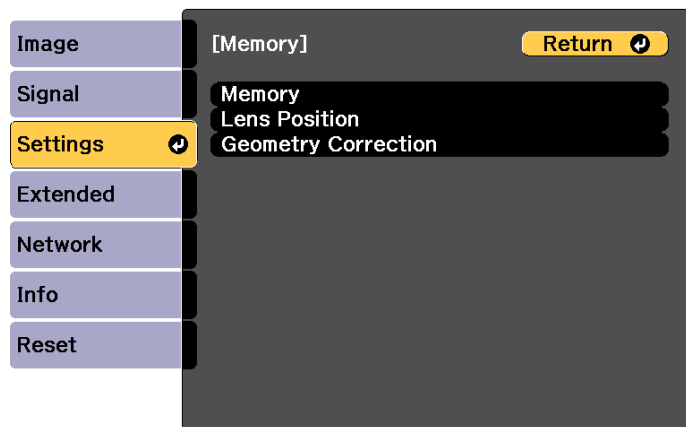 Image
Signal
Settings
Extended
Network
Info
Reset
[Memory]
Return
Memory
Lens Position
Geometry Correction